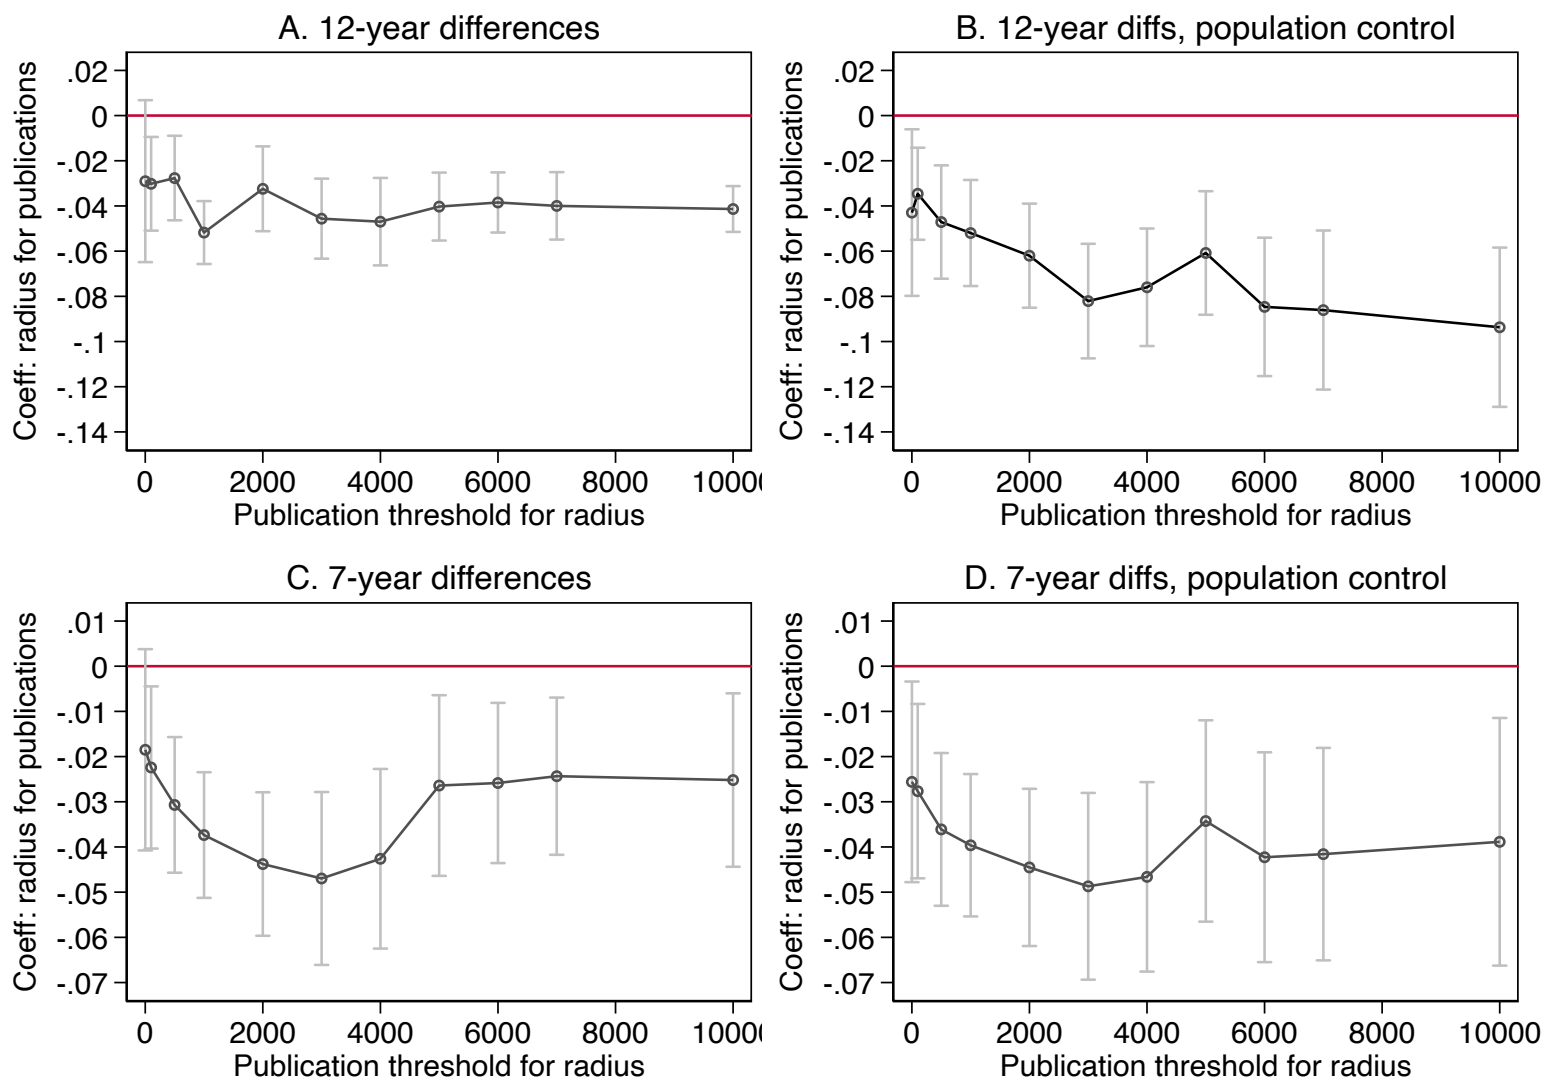 A. 12-year differences
Coeff: radius for publications
.02
0
-.02
-.04
-.06
-.08
-.1
-.12
-.14
0 2000 4000 6000 8000 1000
Publication threshold for radius
B. 12-year diffs, population control
Coeff: radius for publications
.02
0
-.02
-.04
-.06
-.08
-.1
-.12
-.14
0 2000 4000 6000 8000 10000
Publication threshold for radius
C. 7-year differences
Coeff: radius for publications
.01
0
-.01
-.02
-.03
-.04
-.05
-.06
-.07
0 2000 4000 6000 8000 1000
Publication threshold for radius
D. 7-year diffs, population control
Coeff: radius for publications
.01
0
-.01
-.02
-.03
-.04
-.05
-.06
-.07
0 2000 4000 6000 8000 10000
Publication threshold for radius